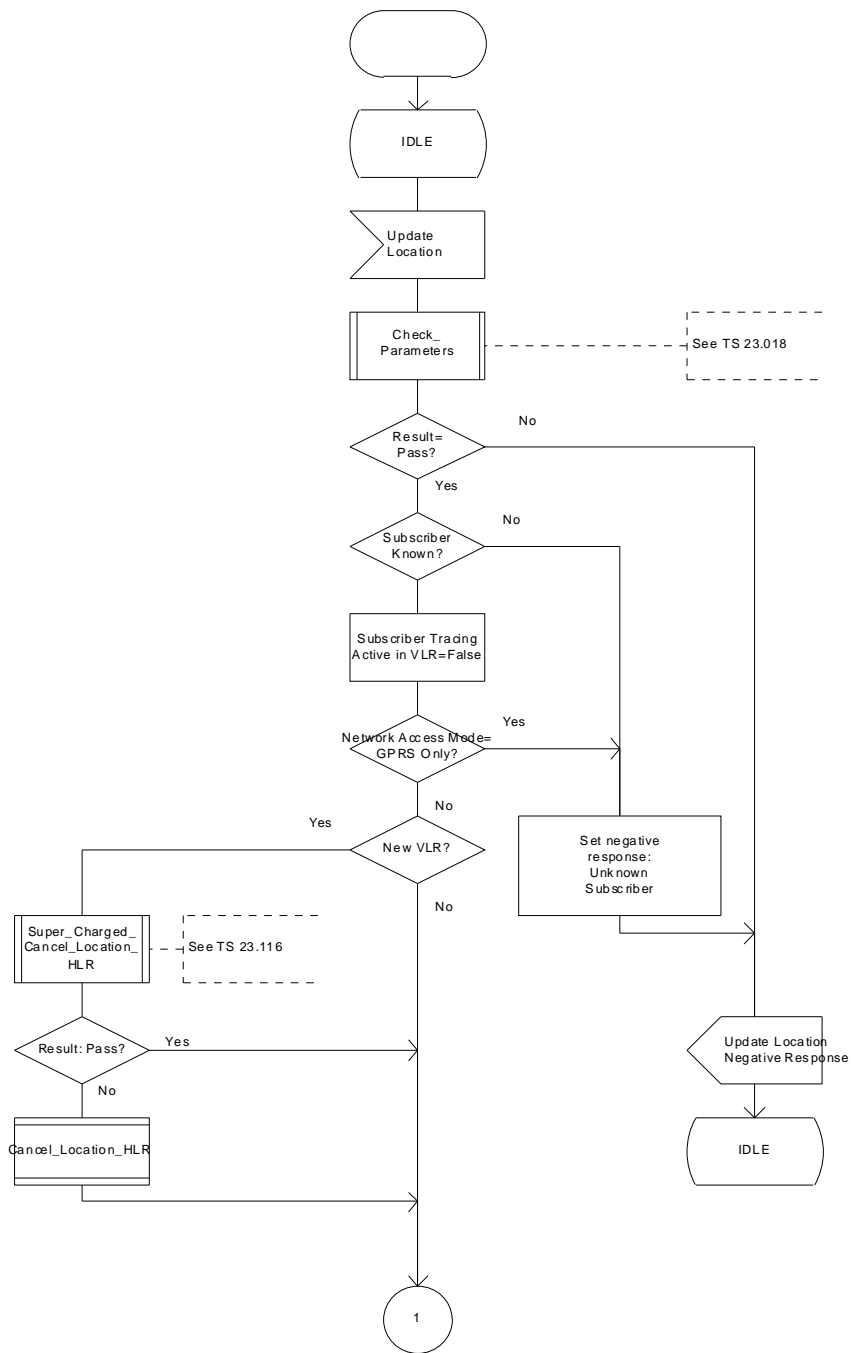 IDLE
Update
Location
Check_
Parameters
See TS 23.018
Result=
Pass?
No
Yes
Subscriber
Known?
No
Subscriber Tracing
Active in VLR=False
Network Access Mode=
GPRS Only?
Yes
No
Yes
New VLR?
Set negative
response:
Unknown
Subscriber
No
Super_Charged_
Cancel_Location_
HLR
See TS 23.116
Result: Pass?
Yes
Update Location
Negative Response
No
Cancel_Location_HLR
IDLE
1